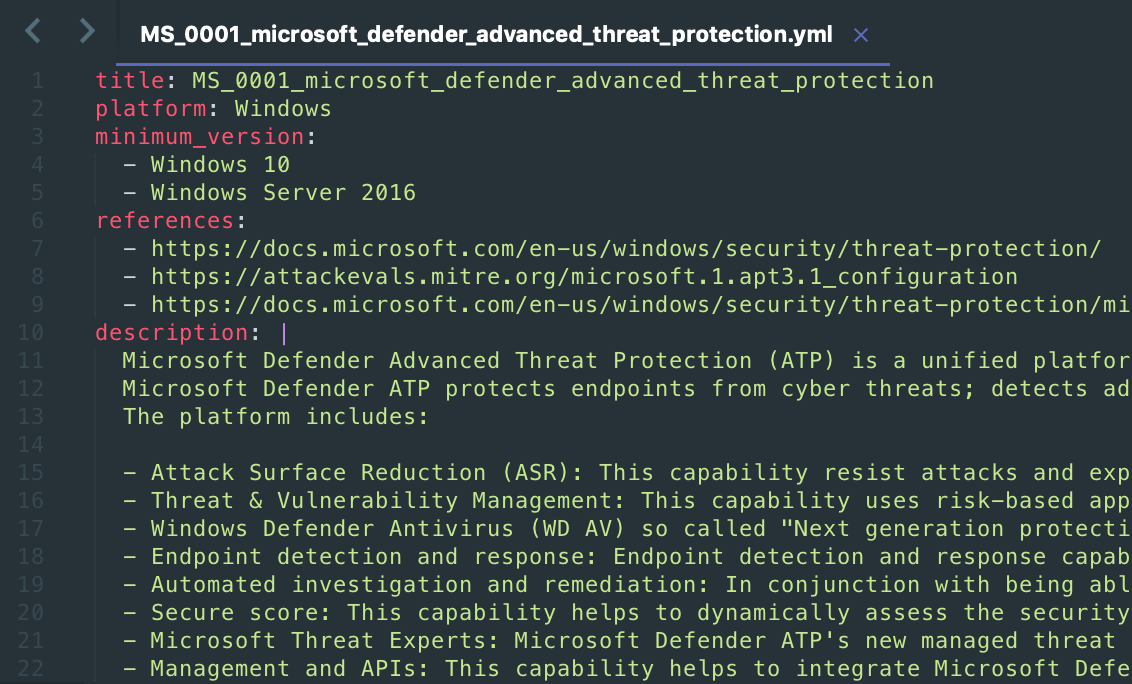 MS_0001_microsoft_defender_advanced_threat_protection.yml ×
1 title: MS_0001_microsoft_defender_advanced_threat_protection
2 platform: Windows
3 minimum_version:
4 - Windows 10
5 - Windows Server 2016
6 references:
7 - https://docs.microsoft.com/en-us/windows/security/threat-protection/
8 - https://attackevals.mitre.org/microsoft.1.apt3.1_configuration
9 - https://docs.microsoft.com/en-us/windows/security/threat-protection/mi
10 description: |
11 Microsoft Defender Advanced Threat Protection (ATP) is a unified platfor
12 Microsoft Defender ATP protects endpoints from cyber threats; detects ad
13 The platform includes:
14
15 - Attack Surface Reduction (ASR): This capability resist attacks and exp
16 - Threat & Vulnerability Management: This capability uses risk-based app
17 - Windows Defender Antivirus (WD AV) so called "Next generation protecti
18 - Endpoint detection and response: Endpoint detection and response capab
19 - Automated investigation and remediation: In conjunction with being abl
20 - Secure score: This capability helps to dynamically assess the security
21 - Microsoft Threat Experts: Microsoft Defender ATP's new managed threat
22 - Management and APIs: This capability helps to integrate Microsoft Defe